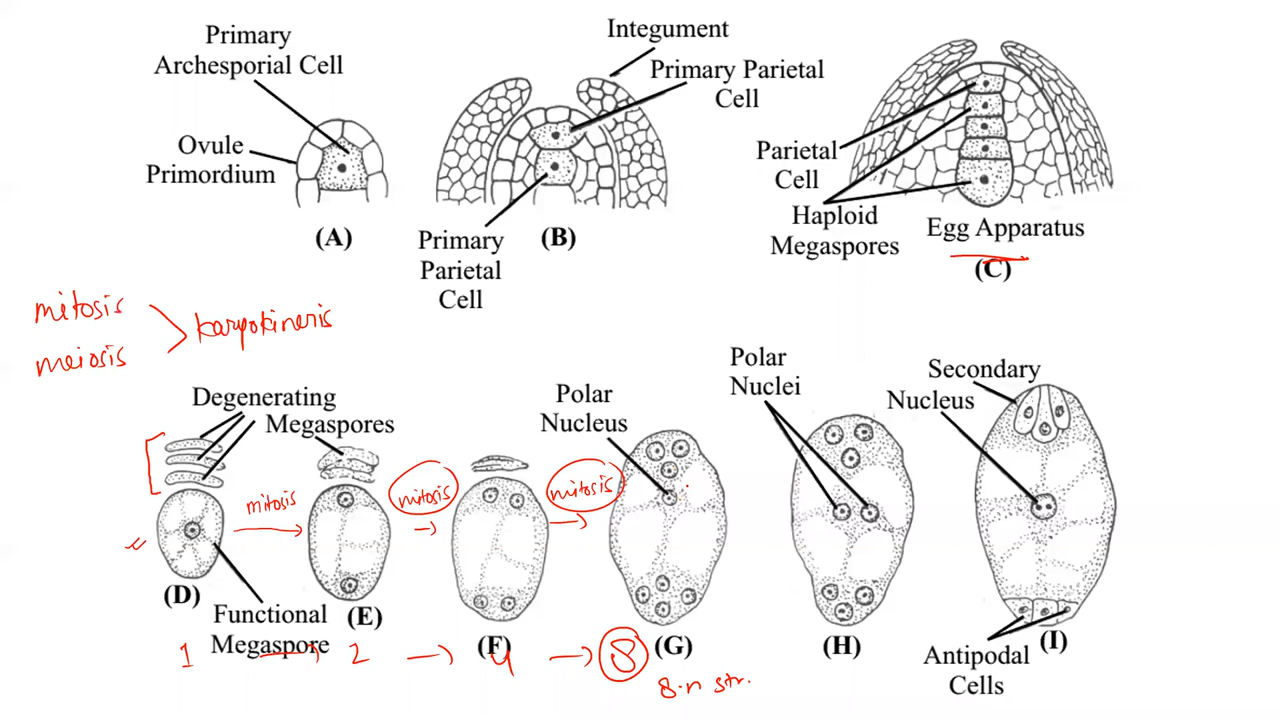 Primary
Archesporial Cell
Ovule
Primordium
(A)
Integument
Primary Parietal
Cell
Primary
Parietal
Cell
(B)
Parietal
Cell
Haploid
Megaspores
Egg Apparatus
(C)
mitosis
meiosis
karyokinesis
Degenerating
Megaspores
mitosis
(D)
Functional
Megaspore
(E)
mitosis
(F)
mitosis
Polar
Nucleus
(G)
Polar
Nuclei
(H)
Secondary
Nucleus
Antipodal
Cells
(I)
1 → 2 → 4 → 8
8-n str.